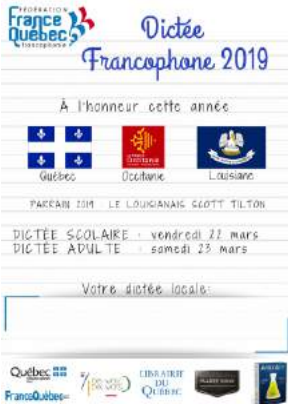 FÉDÉRATION
France
Québec
francophonie
Dictée
Francophone 2019
À l'honneur cette année
Québec
Occitanie
Louisiane
PARRAIN 2019 : LE LOUISIANAIS SCOTT TILTON
DICTÉE SCOLAIRE : vendredi 22 mars
DICTÉE ADULTE : samedi 23 mars
Votre dictée locale:
Québec
LIBRAIRIE
DU
QUÉBEC
FranceQuébec